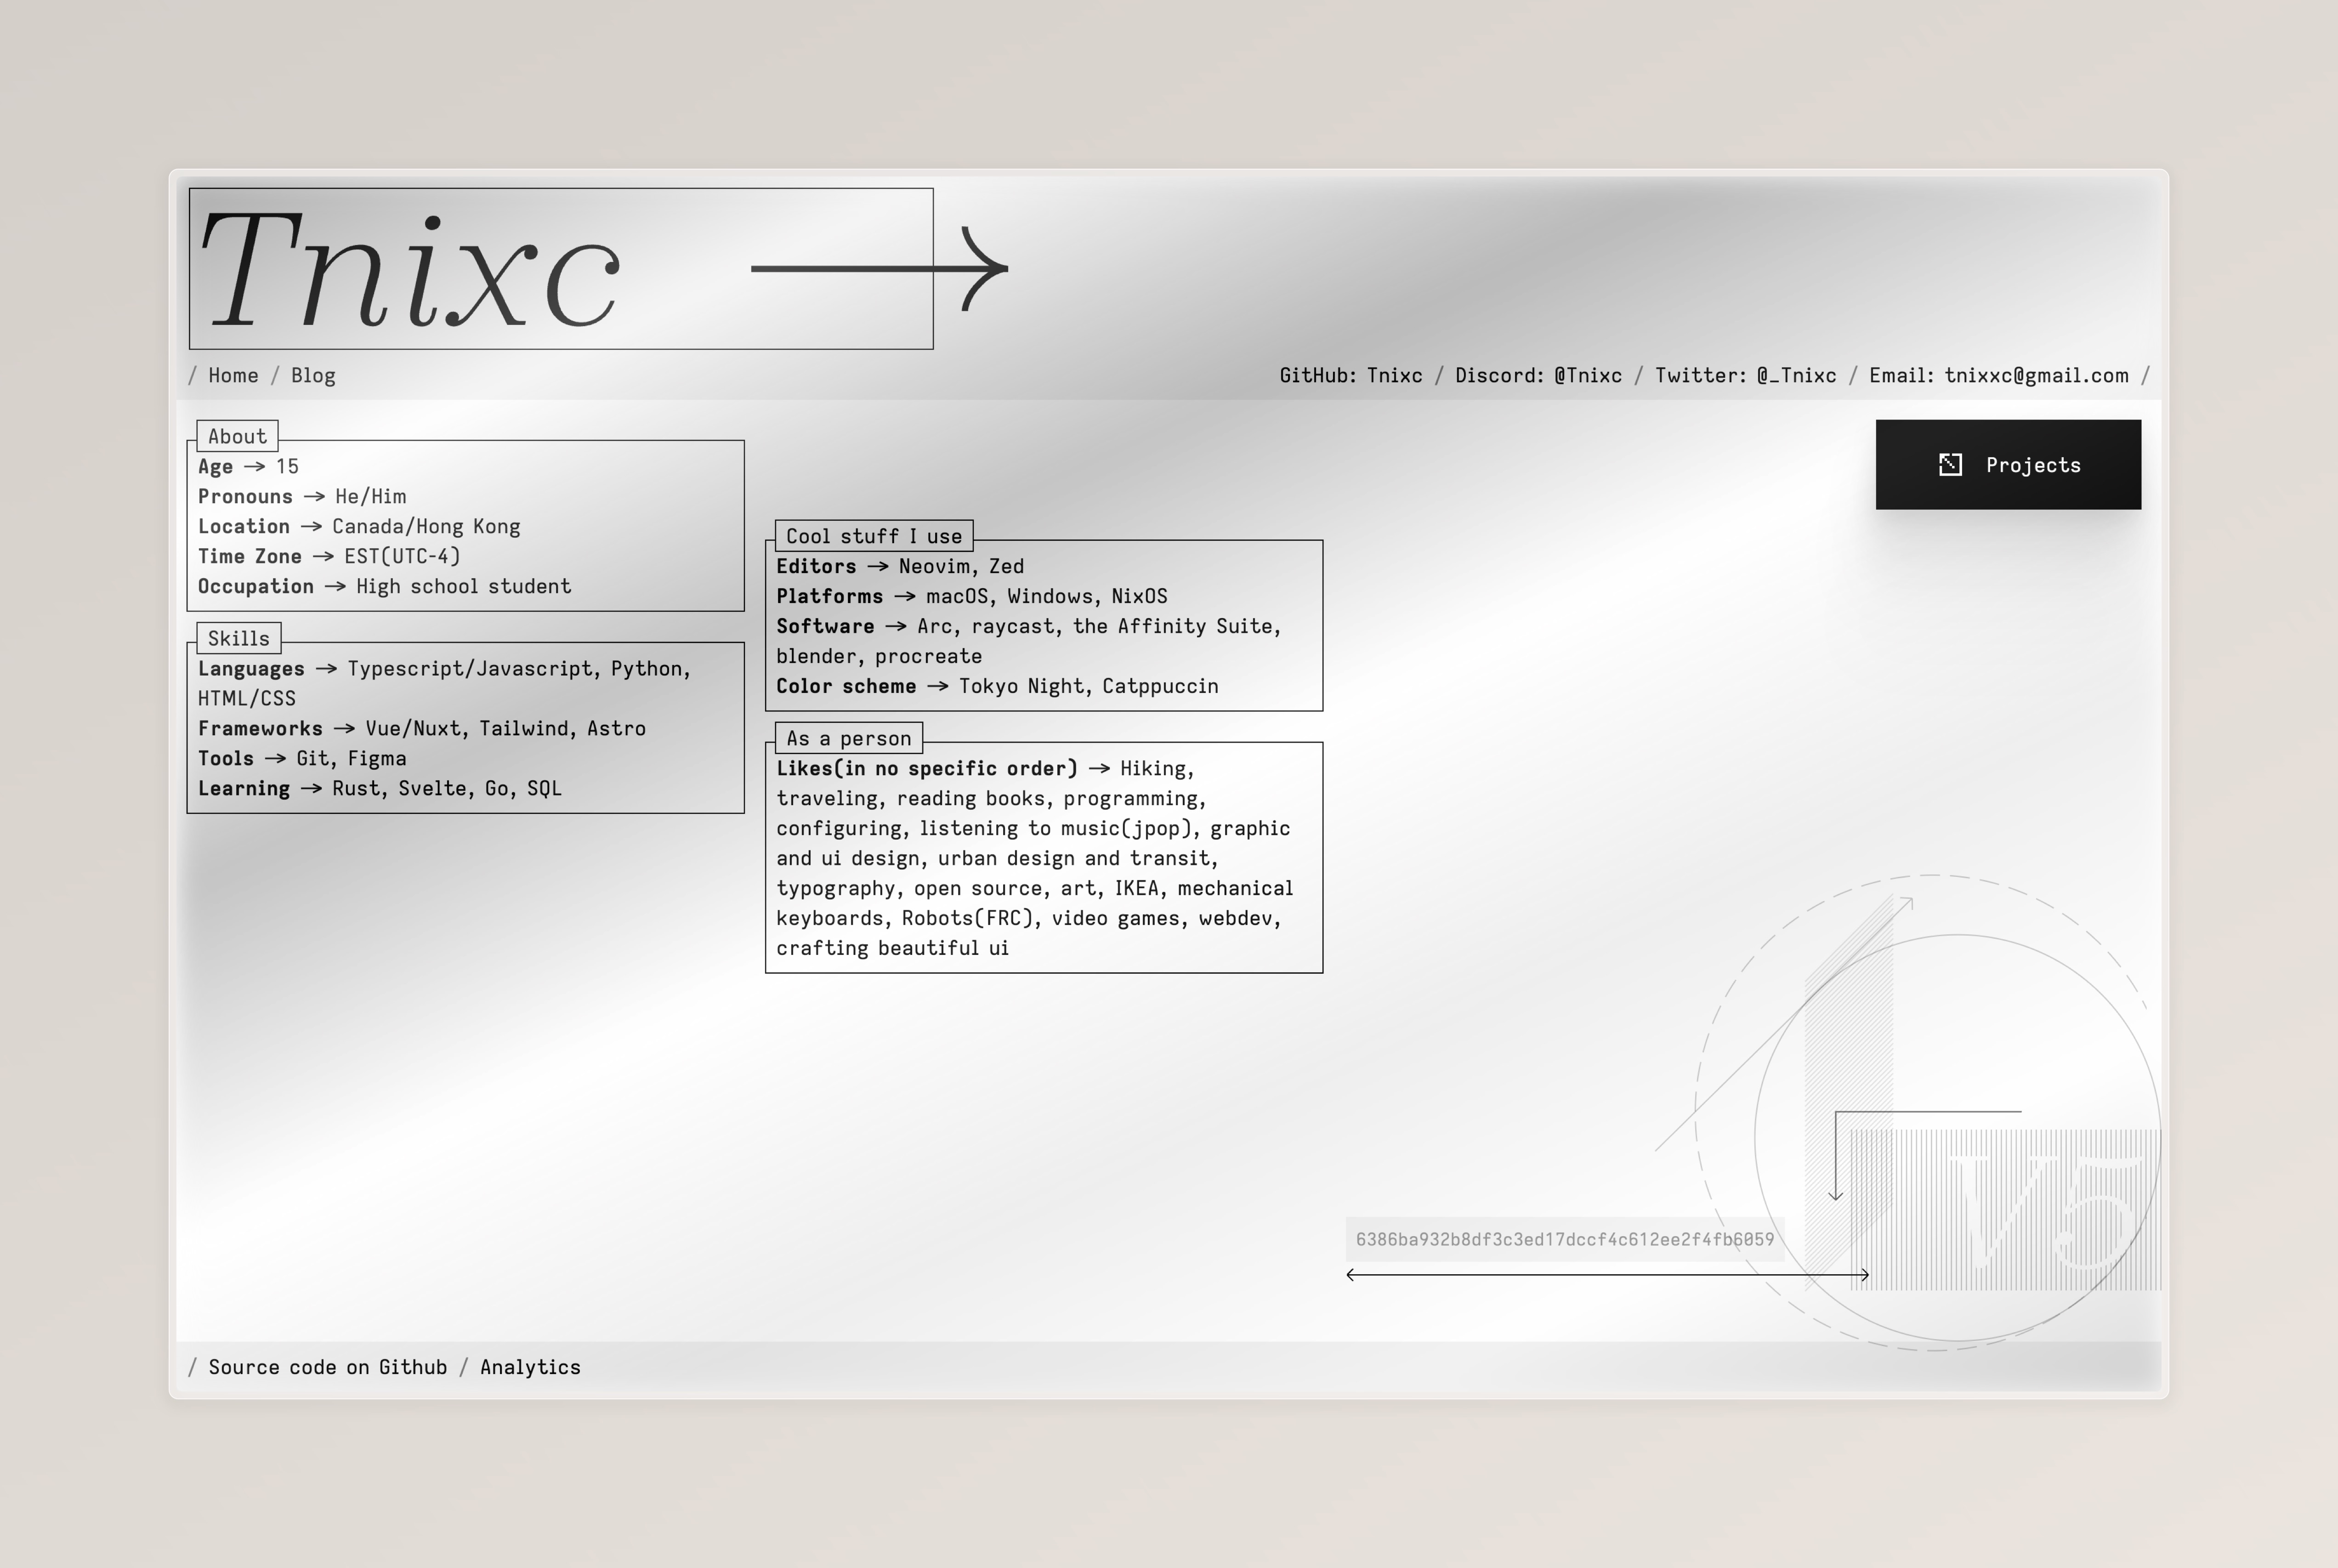 Tnixc →
/ Home / Blog
GitHub: Tnixc / Discord: @Tnixc / Twitter: @_Tnixc / Email: tnixxc@gmail.com /
About
Age → 15
Pronouns → He/Him
Location → Canada/Hong Kong
Time Zone → EST(UTC-4)
Occupation → High school student
Skills
Languages → Typescript/Javascript, Python,
HTML/CSS
Frameworks → Vue/Nuxt, Tailwind, Astro
Tools → Git, Figma
Learning → Rust, Svelte, Go, SQL
Cool stuff I use
Editors → Neovim, Zed
Platforms → macOS, Windows, NixOS
Software → Arc, raycast, the Affinity Suite,
blender, procreate
Color scheme → Tokyo Night, Catppuccin
As a person
Likes(in no specific order) → Hiking,
traveling, reading books, programming,
configuring, listening to music(jpop), graphic
and ui design, urban design and transit,
typography, open source, art, IKEA, mechanical
keyboards, Robots(FRC), video games, webdev,
crafting beautiful ui
Projects
V5
6386ba932b8df3c3ed17dccf4c612ee2f4fb6059
/ Source code on Github / Analytics